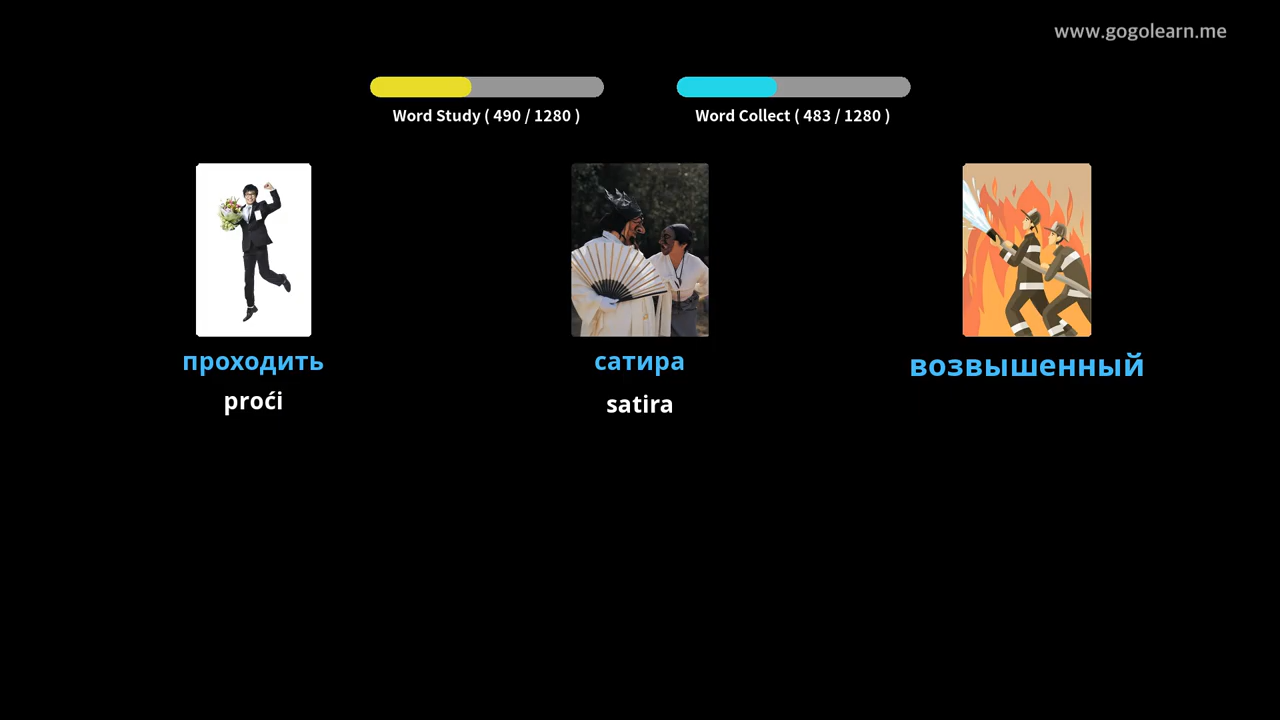 www.gogolearn.me
Word Study ( 490 / 1280 )
Word Collect ( 483 / 1280 )
проходить
proći
сатира
satira
возвышенный